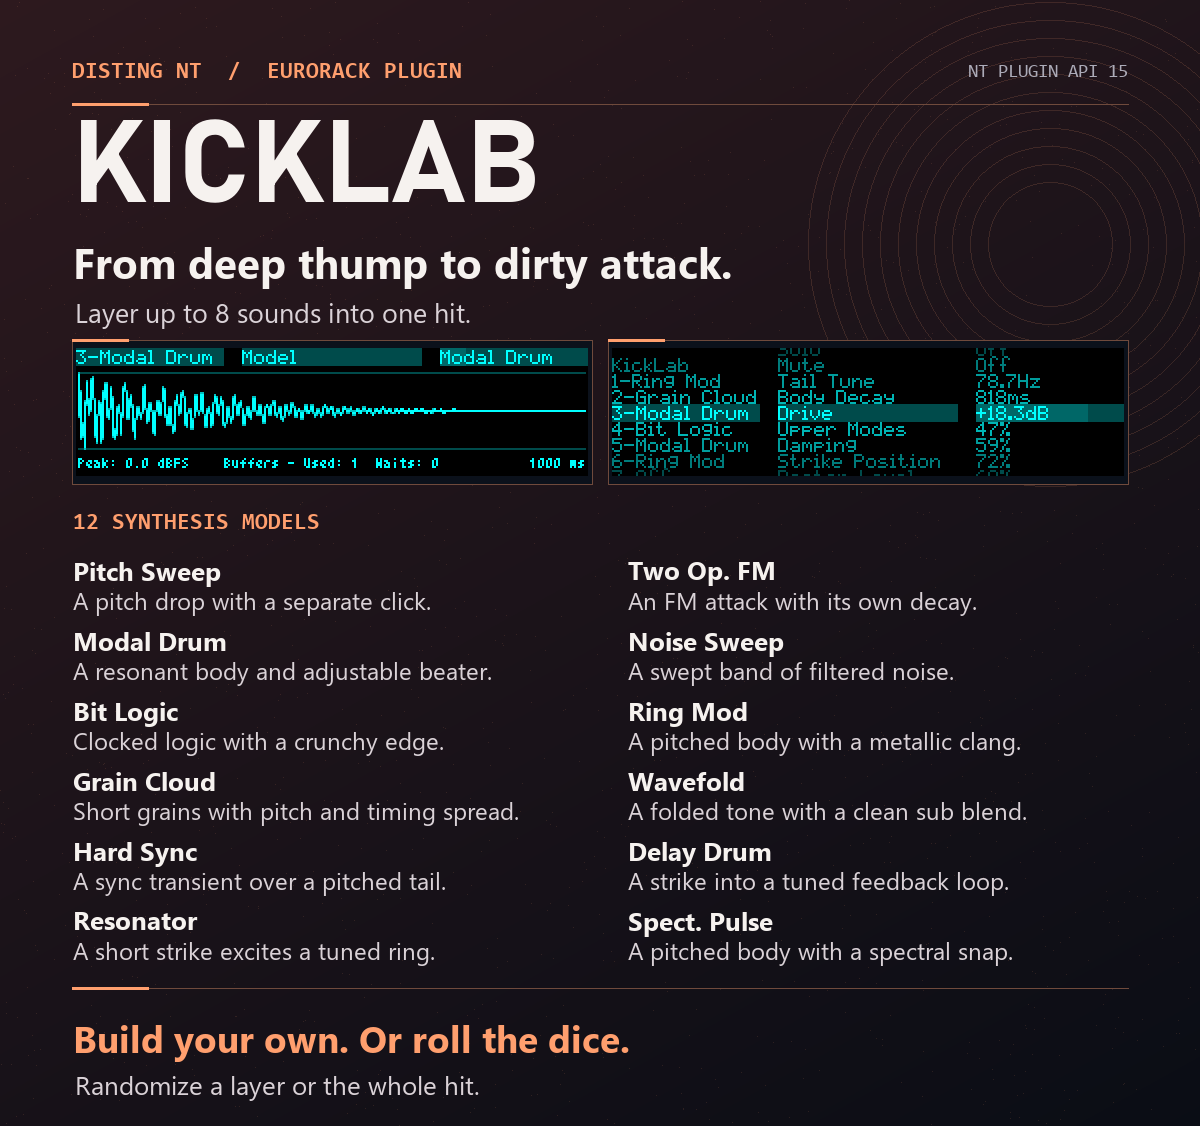 DISTING NT / EURORACK PLUGIN
NT PLUGIN API 15
KICKLAB
From deep thump to dirty attack.
Layer up to 8 sounds into one hit.
3-Modal Drum Model Modal Drum
Peak: 0.0 dBFS Buffers - Used: 1 Waits: 0 1000 ms
Solo Off
KickLab Mute Off
1-Ring Mod Tail Tune 78.7Hz
2-Grain Cloud Body Decay 818ms
3-Modal Drum Drive +18.3dB
4-Bit Logic Upper Modes 47%
5-Modal Drum Damping 59%
6-Ring Mod Strike Position 72%
7-Off
12 SYNTHESIS MODELS
Pitch Sweep
A pitch drop with a separate click.
Two Op. FM
An FM attack with its own decay.
Modal Drum
A resonant body and adjustable beater.
Noise Sweep
A swept band of filtered noise.
Bit Logic
Clocked logic with a crunchy edge.
Ring Mod
A pitched body with a metallic clang.
Grain Cloud
Short grains with pitch and timing spread.
Wavefold
A folded tone with a clean sub blend.
Hard Sync
A sync transient over a pitched tail.
Delay Drum
A strike into a tuned feedback loop.
Resonator
A short strike excites a tuned ring.
Spect. Pulse
A pitched body with a spectral snap.
Build your own. Or roll the dice.
Randomize a layer or the whole hit.